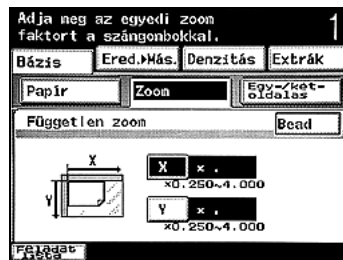 Adja meg az egyedi zoom
faktort a számgombokkal.
1
Bázis
Ered.▶Más.
Denzitás
Extrák
Papír
Zoom
Egy-/két-
oldalas
Független zoom
Bead
X
Y
X × .
×0.250~4.000
Y × .
×0.250~4.000
Feladat
lista